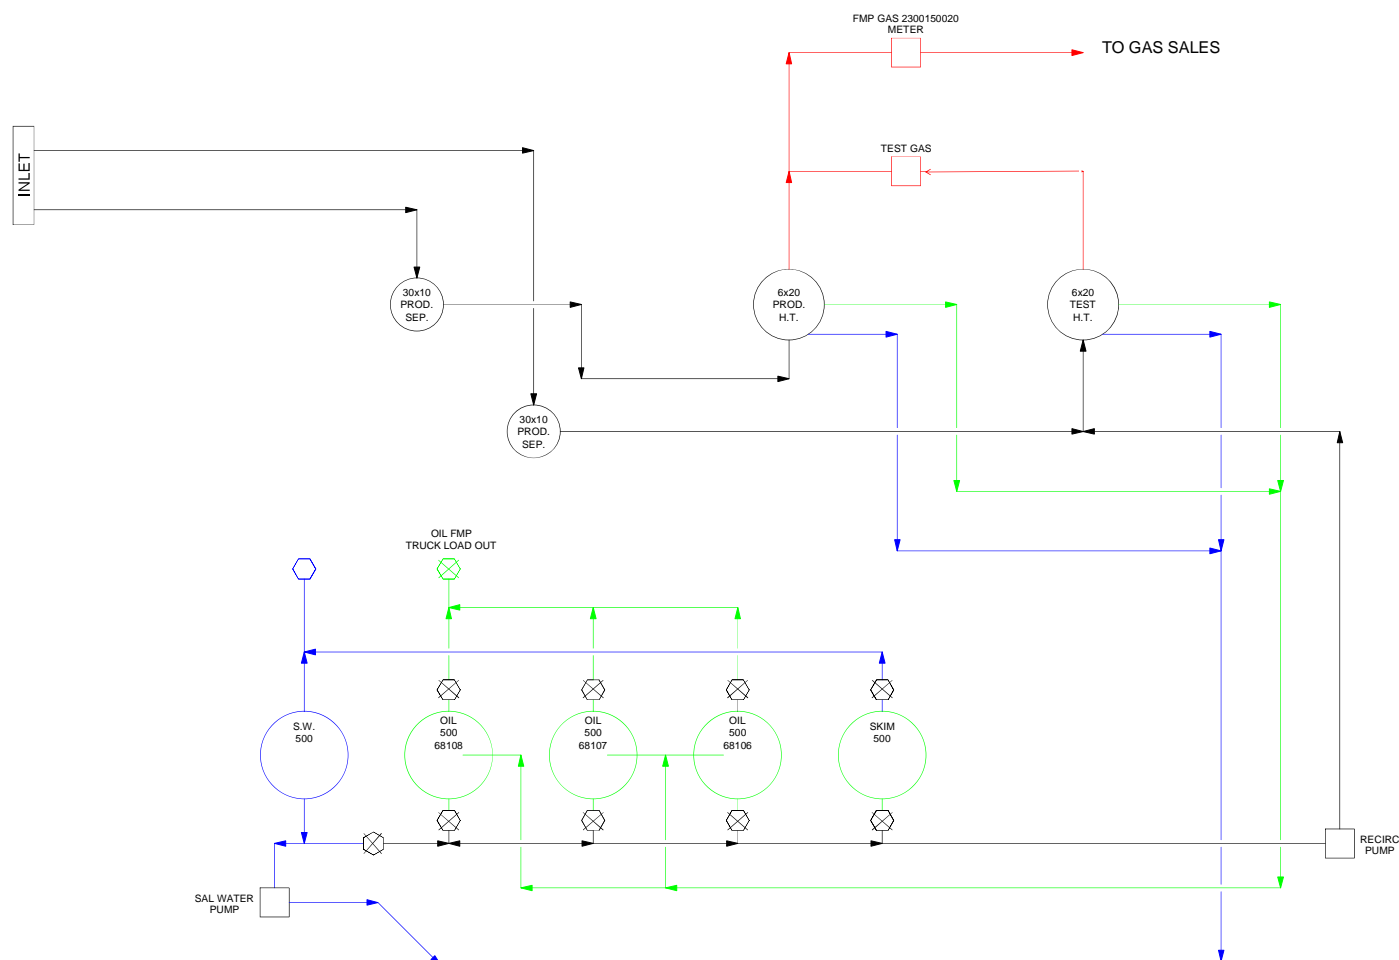 FMP GAS 2300150020
METER
TO GAS SALES
INLET
TEST GAS
30x10
PROD.
SEP.
6x20
PROD.
H.T.
6x20
TEST
H.T.
30x10
PROD.
SEP.
OIL FMP
TRUCK LOAD OUT
S.W.
500
OIL
500
68108
OIL
500
68107
OIL
500
68106
SKIM
500
RECIRC
PUMP
SAL WATER
PUMP